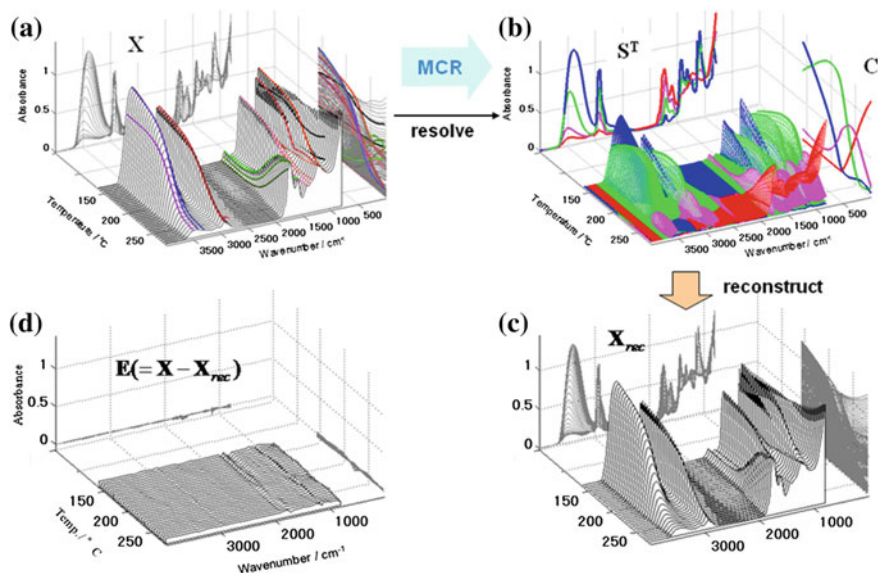 (a)
X
Absorbance
1
0.5
0
150
200
250
Temperature / °C
3500
3000
2500
2000
1500
1000
500
Wavenumber / cm⁻¹
MCR
resolve
(b)
Sᵀ
C
Absorbance
1
0.5
0
150
200
250
Temperature / °C
3500
3000
2500
2000
1500
1000
500
Wavenumber / cm⁻¹
reconstruct
(d)
E(= X − Xrec)
Absorbance
1
0.5
0
150
200
250
Temp. / ° C
3000
2000
1000
Wavenumber / cm⁻¹
(c)
Xrec
Absorbance
1
0.5
0
150
200
250
3000
2000
1000